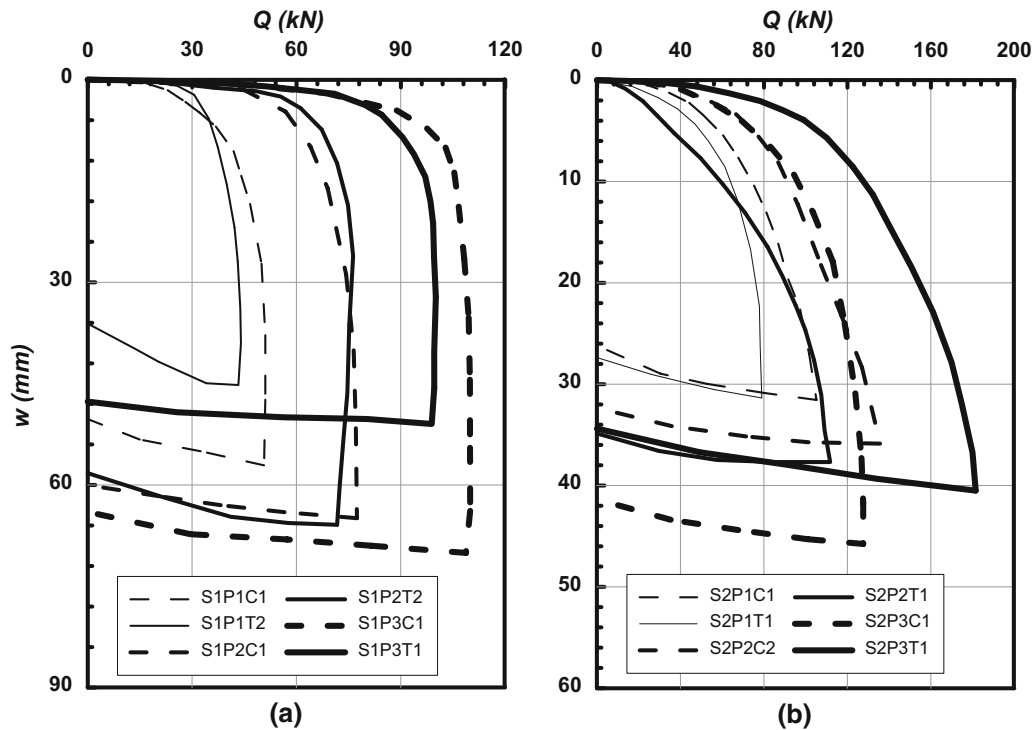 Q (kN)
0 30 60 90 120
0
30
60
90
w (mm)
S1P1C1 S1P2T2
S1P1T2 S1P3C1
S1P2C1 S1P3T1
(a)
Q (kN)
0 40 80 120 160 200
0
10
20
30
40
50
60
S2P1C1 S2P2T1
S2P1T1 S2P3C1
S2P2C2 S2P3T1
(b)